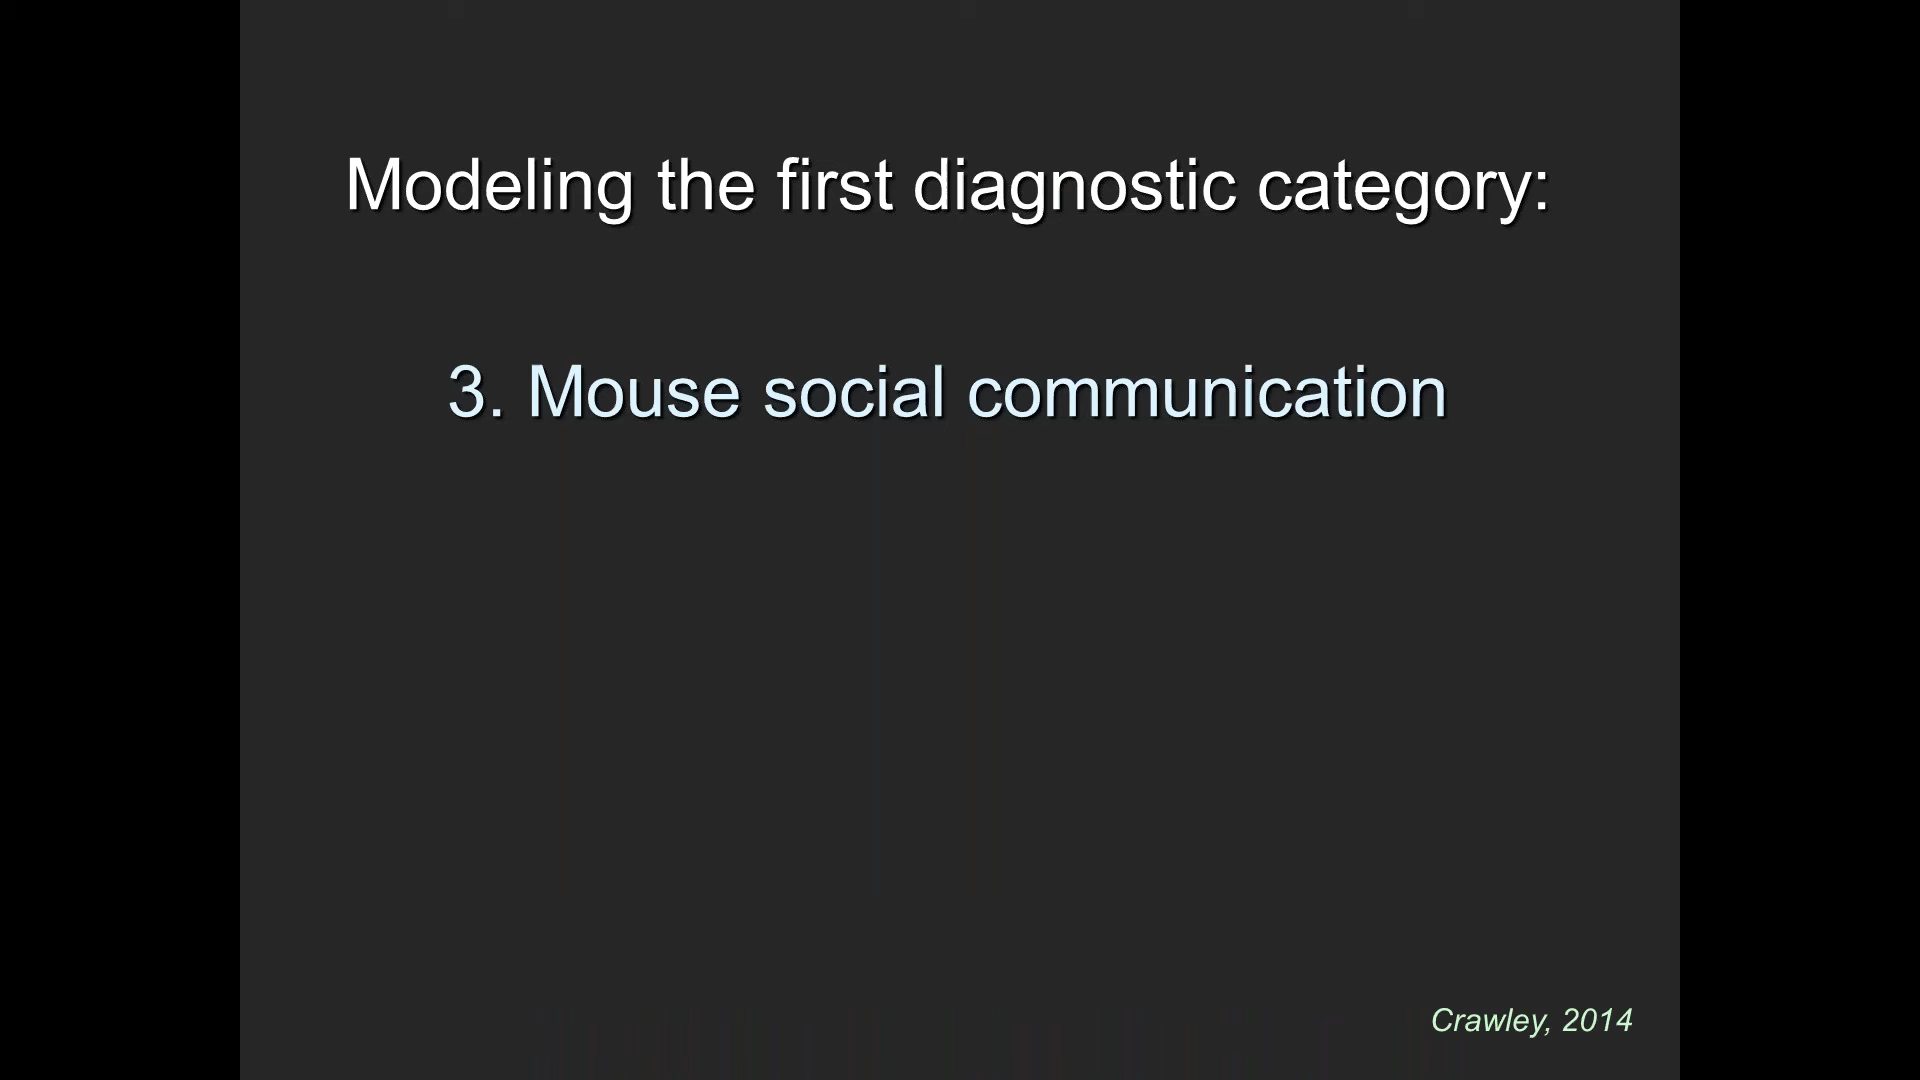 Modeling the first diagnostic category:
3. Mouse social communication
Crawley, 2014